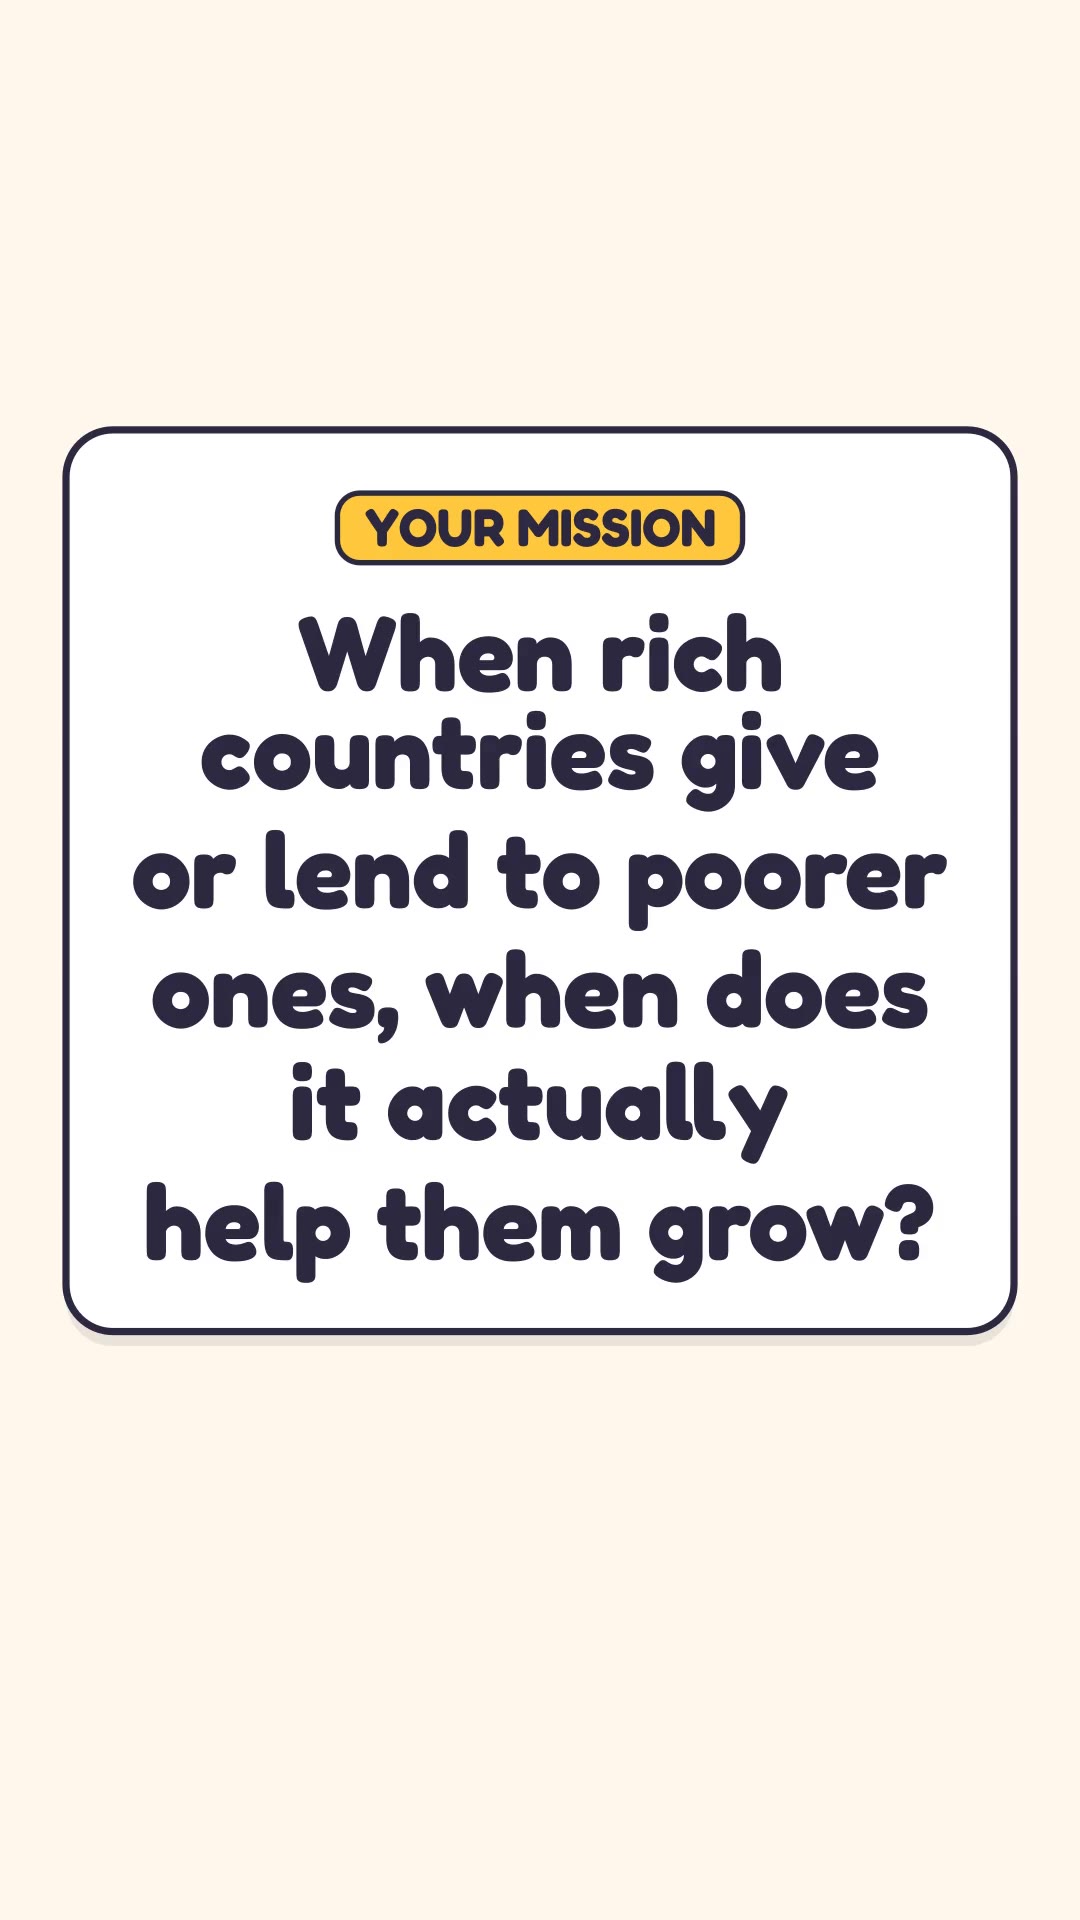 YOUR MISSION
When rich
countries give
or lend to poorer
ones, when does
it actually
help them grow?